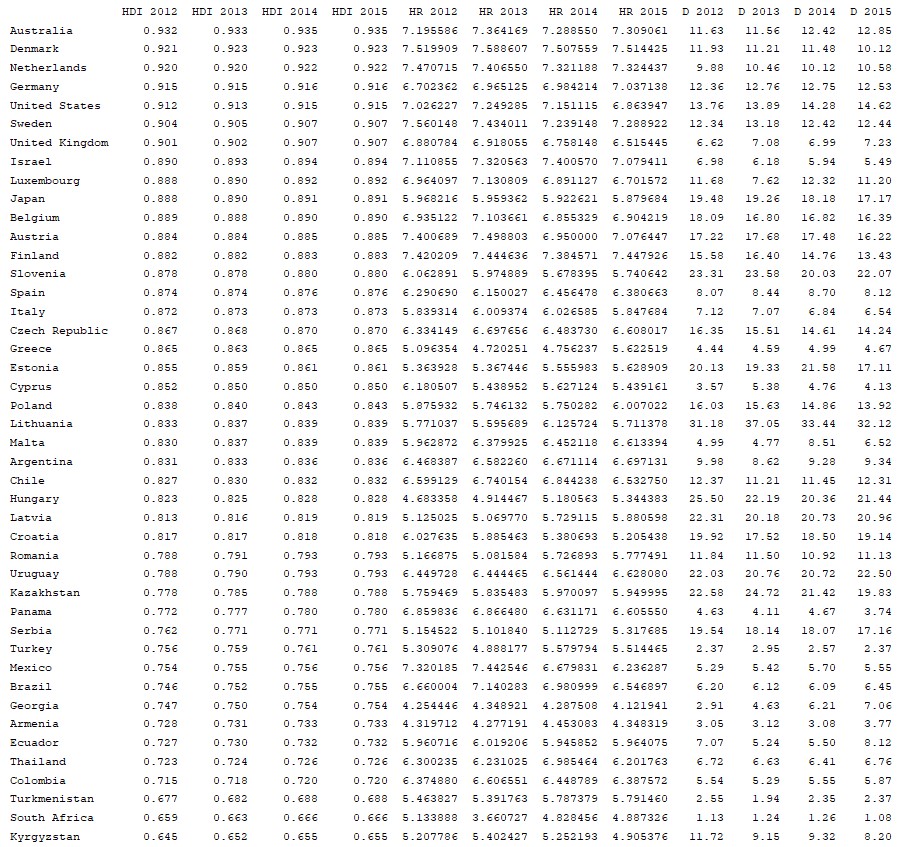 HDI 2012 HDI 2013 HDI 2014 HDI 2015 HR 2012 HR 2013 HR 2014 HR 2015 D 2012 D 2013 D 2014 D 2015
Australia 0.932 0.933 0.935 0.935 7.195586 7.364169 7.288550 7.309061 11.63 11.56 12.42 12.85
Denmark 0.921 0.923 0.923 0.923 7.519909 7.588607 7.507559 7.514425 11.93 11.21 11.48 10.12
Netherlands 0.920 0.920 0.922 0.922 7.470715 7.406550 7.321188 7.324437 9.88 10.46 10.12 10.58
Germany 0.915 0.915 0.916 0.916 6.702362 6.965125 6.984214 7.037138 12.36 12.76 12.75 12.53
United States 0.912 0.913 0.915 0.915 7.026227 7.249285 7.151115 6.863947 13.76 13.89 14.28 14.62
Sweden 0.904 0.905 0.907 0.907 7.560148 7.434011 7.239148 7.288922 12.34 13.18 12.42 12.44
United Kingdom 0.901 0.902 0.907 0.907 6.880784 6.918055 6.758148 6.515445 6.62 7.08 6.99 7.23
Israel 0.890 0.893 0.894 0.894 7.110855 7.320563 7.400570 7.079411 6.98 6.18 5.94 5.49
Luxembourg 0.888 0.890 0.892 0.892 6.964097 7.130809 6.891127 6.701572 11.68 7.62 12.32 11.20
Japan 0.888 0.890 0.891 0.891 5.968216 5.959362 5.922621 5.879684 19.48 19.26 18.18 17.17
Belgium 0.889 0.888 0.890 0.890 6.935122 7.103661 6.855329 6.904219 18.09 16.80 16.82 16.39
Austria 0.884 0.884 0.885 0.885 7.400689 7.498803 6.950000 7.076447 17.22 17.68 17.48 16.22
Finland 0.882 0.882 0.883 0.883 7.420209 7.444636 7.384571 7.447926 15.58 16.40 14.76 13.43
Slovenia 0.878 0.878 0.880 0.880 6.062891 5.974889 5.678395 5.740642 23.31 23.58 20.03 22.07
Spain 0.874 0.874 0.876 0.876 6.290690 6.150027 6.456478 6.380663 8.07 8.44 8.70 8.12
Italy 0.872 0.873 0.873 0.873 5.839314 6.009374 6.026585 5.847684 7.12 7.07 6.84 6.54
Czech Republic 0.867 0.868 0.870 0.870 6.334149 6.697656 6.483730 6.608017 16.35 15.51 14.61 14.24
Greece 0.865 0.863 0.865 0.865 5.096354 4.720251 4.756237 5.622519 4.44 4.59 4.99 4.67
Estonia 0.855 0.859 0.861 0.861 5.363928 5.367446 5.555983 5.628909 20.13 19.33 21.58 17.11
Cyprus 0.852 0.850 0.850 0.850 6.180507 5.438952 5.627124 5.439161 3.57 5.38 4.76 4.13
Poland 0.838 0.840 0.843 0.843 5.875932 5.746132 5.750282 6.007022 16.03 15.63 14.86 13.92
Lithuania 0.833 0.837 0.839 0.839 5.771037 5.595689 6.125724 5.711378 31.18 37.05 33.44 32.12
Malta 0.830 0.837 0.839 0.839 5.962872 6.379925 6.452118 6.613394 4.99 4.77 8.51 6.52
Argentina 0.831 0.833 0.836 0.836 6.468387 6.582260 6.671114 6.697131 9.98 8.62 9.28 9.34
Chile 0.827 0.830 0.832 0.832 6.599129 6.740154 6.844238 6.532750 12.37 11.21 11.45 12.31
Hungary 0.823 0.825 0.828 0.828 4.683358 4.914467 5.180563 5.344383 25.50 22.19 20.36 21.44
Latvia 0.813 0.816 0.819 0.819 5.125025 5.069770 5.729115 5.880598 22.31 20.18 20.73 20.96
Croatia 0.817 0.817 0.818 0.818 6.027635 5.885463 5.380693 5.205438 19.92 17.52 18.50 19.14
Romania 0.788 0.791 0.793 0.793 5.166875 5.081584 5.726893 5.777491 11.84 11.50 10.92 11.13
Uruguay 0.788 0.790 0.793 0.793 6.449728 6.444465 6.561444 6.628080 22.03 20.76 20.72 22.50
Kazakhstan 0.778 0.785 0.788 0.788 5.759469 5.835483 5.970097 5.949995 22.58 24.72 21.42 19.83
Panama 0.772 0.777 0.780 0.780 6.859836 6.866480 6.631171 6.605550 4.63 4.11 4.67 3.74
Serbia 0.762 0.771 0.771 0.771 5.154522 5.101840 5.112729 5.317685 19.54 18.14 18.07 17.16
Turkey 0.756 0.759 0.761 0.761 5.309076 4.888177 5.579794 5.514465 2.37 2.95 2.57 2.37
Mexico 0.754 0.755 0.756 0.756 7.320185 7.442546 6.679831 6.236287 5.29 5.42 5.70 5.55
Brazil 0.746 0.752 0.755 0.755 6.660004 7.140283 6.980999 6.546897 6.20 6.12 6.09 6.45
Georgia 0.747 0.750 0.754 0.754 4.254446 4.348921 4.287508 4.121941 2.91 4.63 6.21 7.06
Armenia 0.728 0.731 0.733 0.733 4.319712 4.277191 4.453083 4.348319 3.05 3.12 3.08 3.77
Ecuador 0.727 0.730 0.732 0.732 5.960716 6.019206 5.945852 5.964075 7.07 5.24 5.50 8.12
Thailand 0.723 0.724 0.726 0.726 6.300235 6.231025 6.985464 6.201763 6.72 6.63 6.41 6.76
Colombia 0.715 0.718 0.720 0.720 6.374880 6.606551 6.448789 6.387572 5.54 5.29 5.55 5.87
Turkmenistan 0.677 0.682 0.688 0.688 5.463827 5.391763 5.787379 5.791460 2.55 1.94 2.35 2.37
South Africa 0.659 0.663 0.666 0.666 5.133888 3.660727 4.828456 4.887326 1.13 1.24 1.26 1.08
Kyrgyzstan 0.645 0.652 0.655 0.655 5.207786 5.402427 5.252193 4.905376 11.72 9.15 9.32 8.20